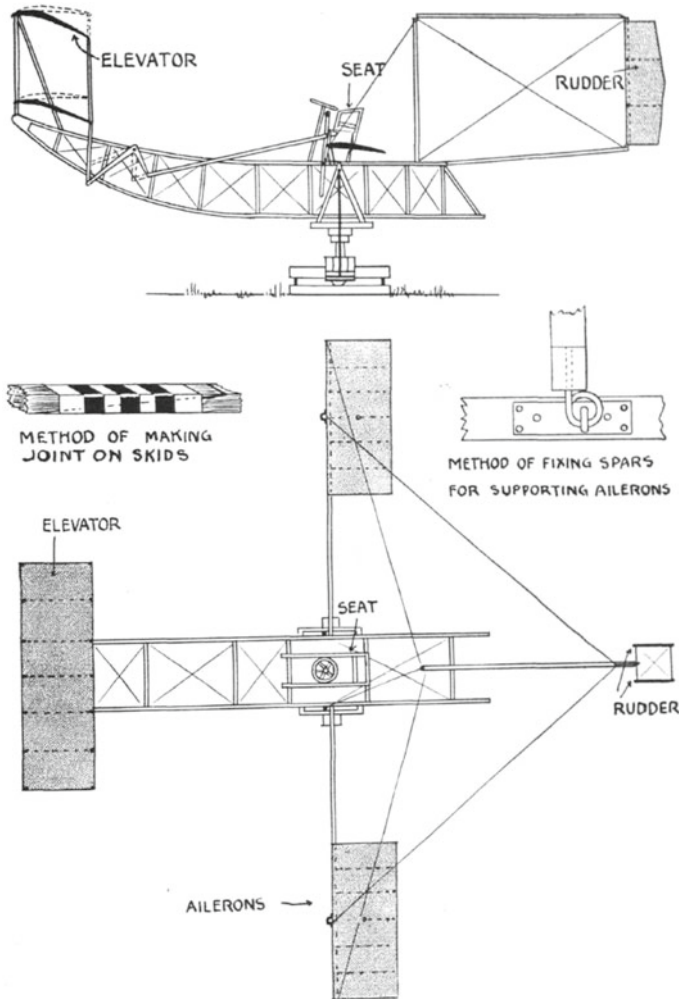 ELEVATOR
SEAT
RUDDER
METHOD OF MAKING
JOINT ON SKIDS
METHOD OF FIXING SPARS
FOR SUPPORTING AILERONS
ELEVATOR
SEAT
RUDDER
AILERONS